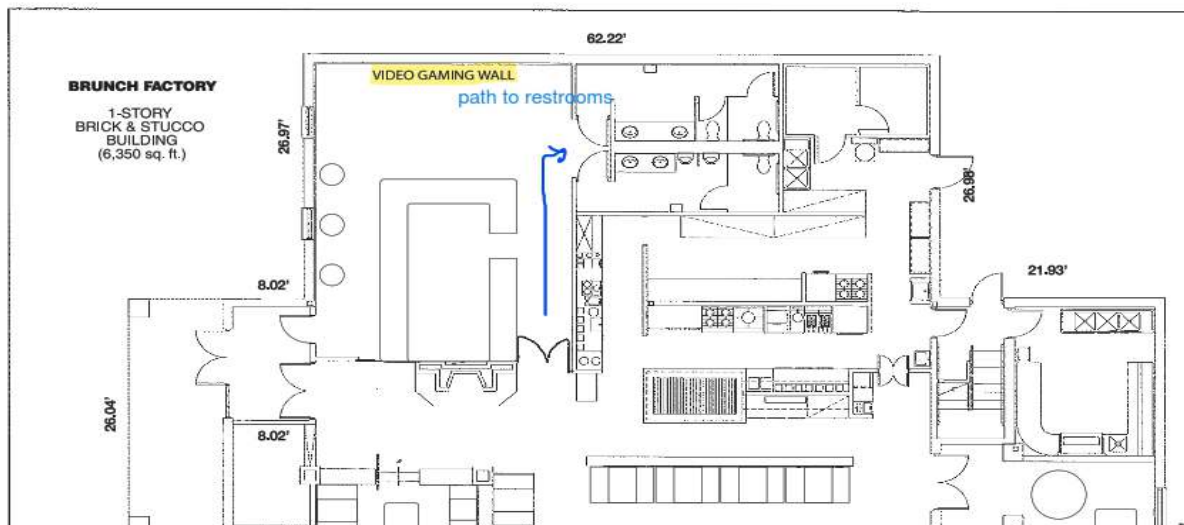 62.22'
VIDEO GAMING WALL
path to restrooms
BRUNCH FACTORY
1-STORY
BRICK & STUCCO
BUILDING
(6,350 sq. ft.)
26.97'
26.98'
8.02'
21.93'
26.04'
8.02'